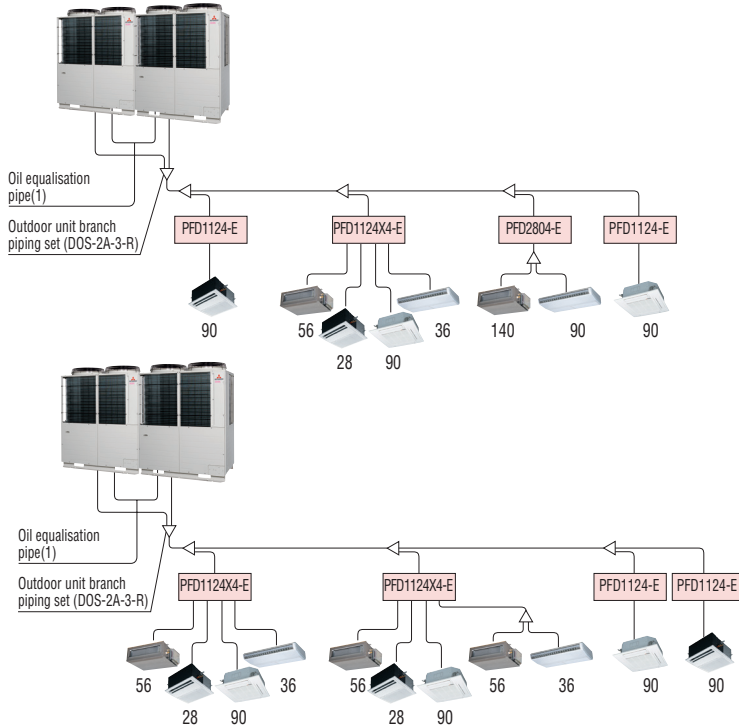 Oil equalisation
pipe(1)
Outdoor unit branch
piping set (DOS-2A-3-R)
PFD1124-E
PFD1124X4-E
PFD2804-E
PFD1124-E
90
56
28
90
36
140
90
90
Oil equalisation
pipe(1)
Outdoor unit branch
piping set (DOS-2A-3-R)
PFD1124X4-E
PFD1124X4-E
PFD1124-E
PFD1124-E
56
28
90
36
56
28
90
56
36
90
90